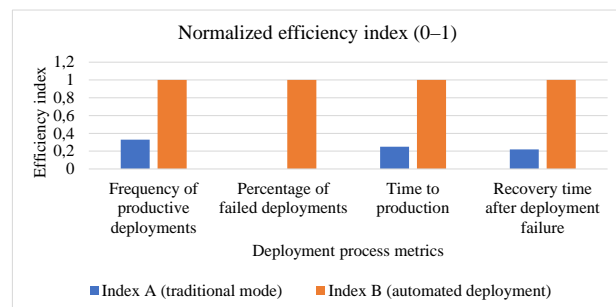 Normalized efficiency index (0–1)
Efficiency index
1,2
1
0,8
0,6
0,4
0,2
0
Frequency of
productive
deployments
Percentage of
failed deployments
Time to
production
Recovery time
after deployment
failure
Deployment process metrics
Index A (traditional mode)
Index B (automated deployment)